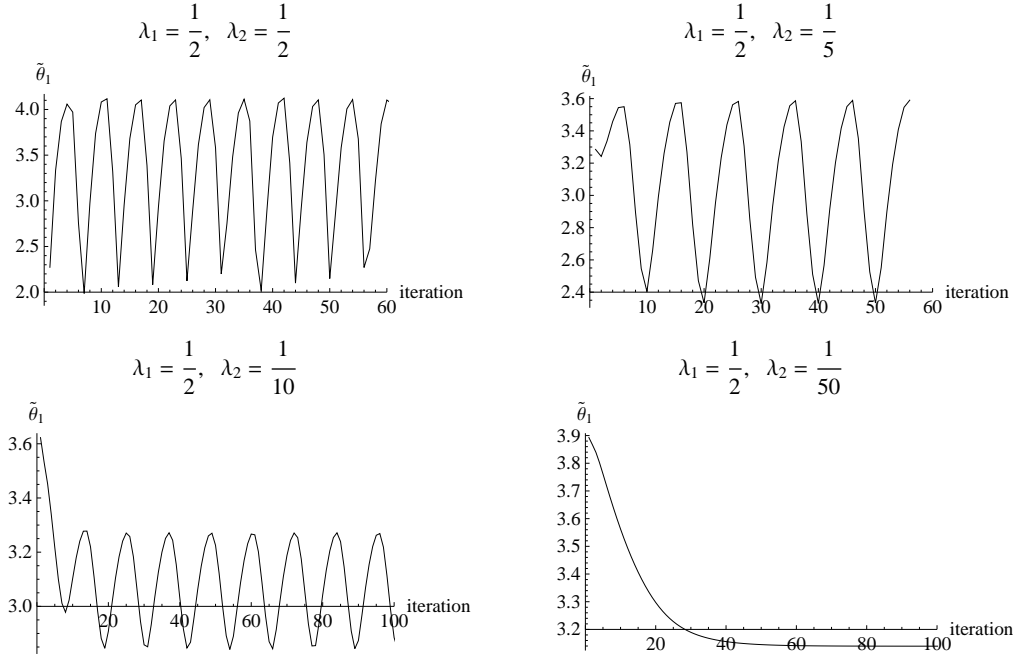 λ₁ = 1/2, λ₂ = 1/2
θ̃₁
4.0
3.5
3.0
2.5
2.0
10 20 30 40 50 60
iteration
λ₁ = 1/2, λ₂ = 1/5
θ̃₁
3.6
3.4
3.2
3.0
2.8
2.6
2.4
10 20 30 40 50 60
iteration
λ₁ = 1/2, λ₂ = 1/10
θ̃₁
3.6
3.4
3.2
3.0
20 40 60 80 100
iteration
λ₁ = 1/2, λ₂ = 1/50
θ̃₁
3.9
3.8
3.7
3.6
3.5
3.4
3.3
3.2
20 40 60 80 100
iteration